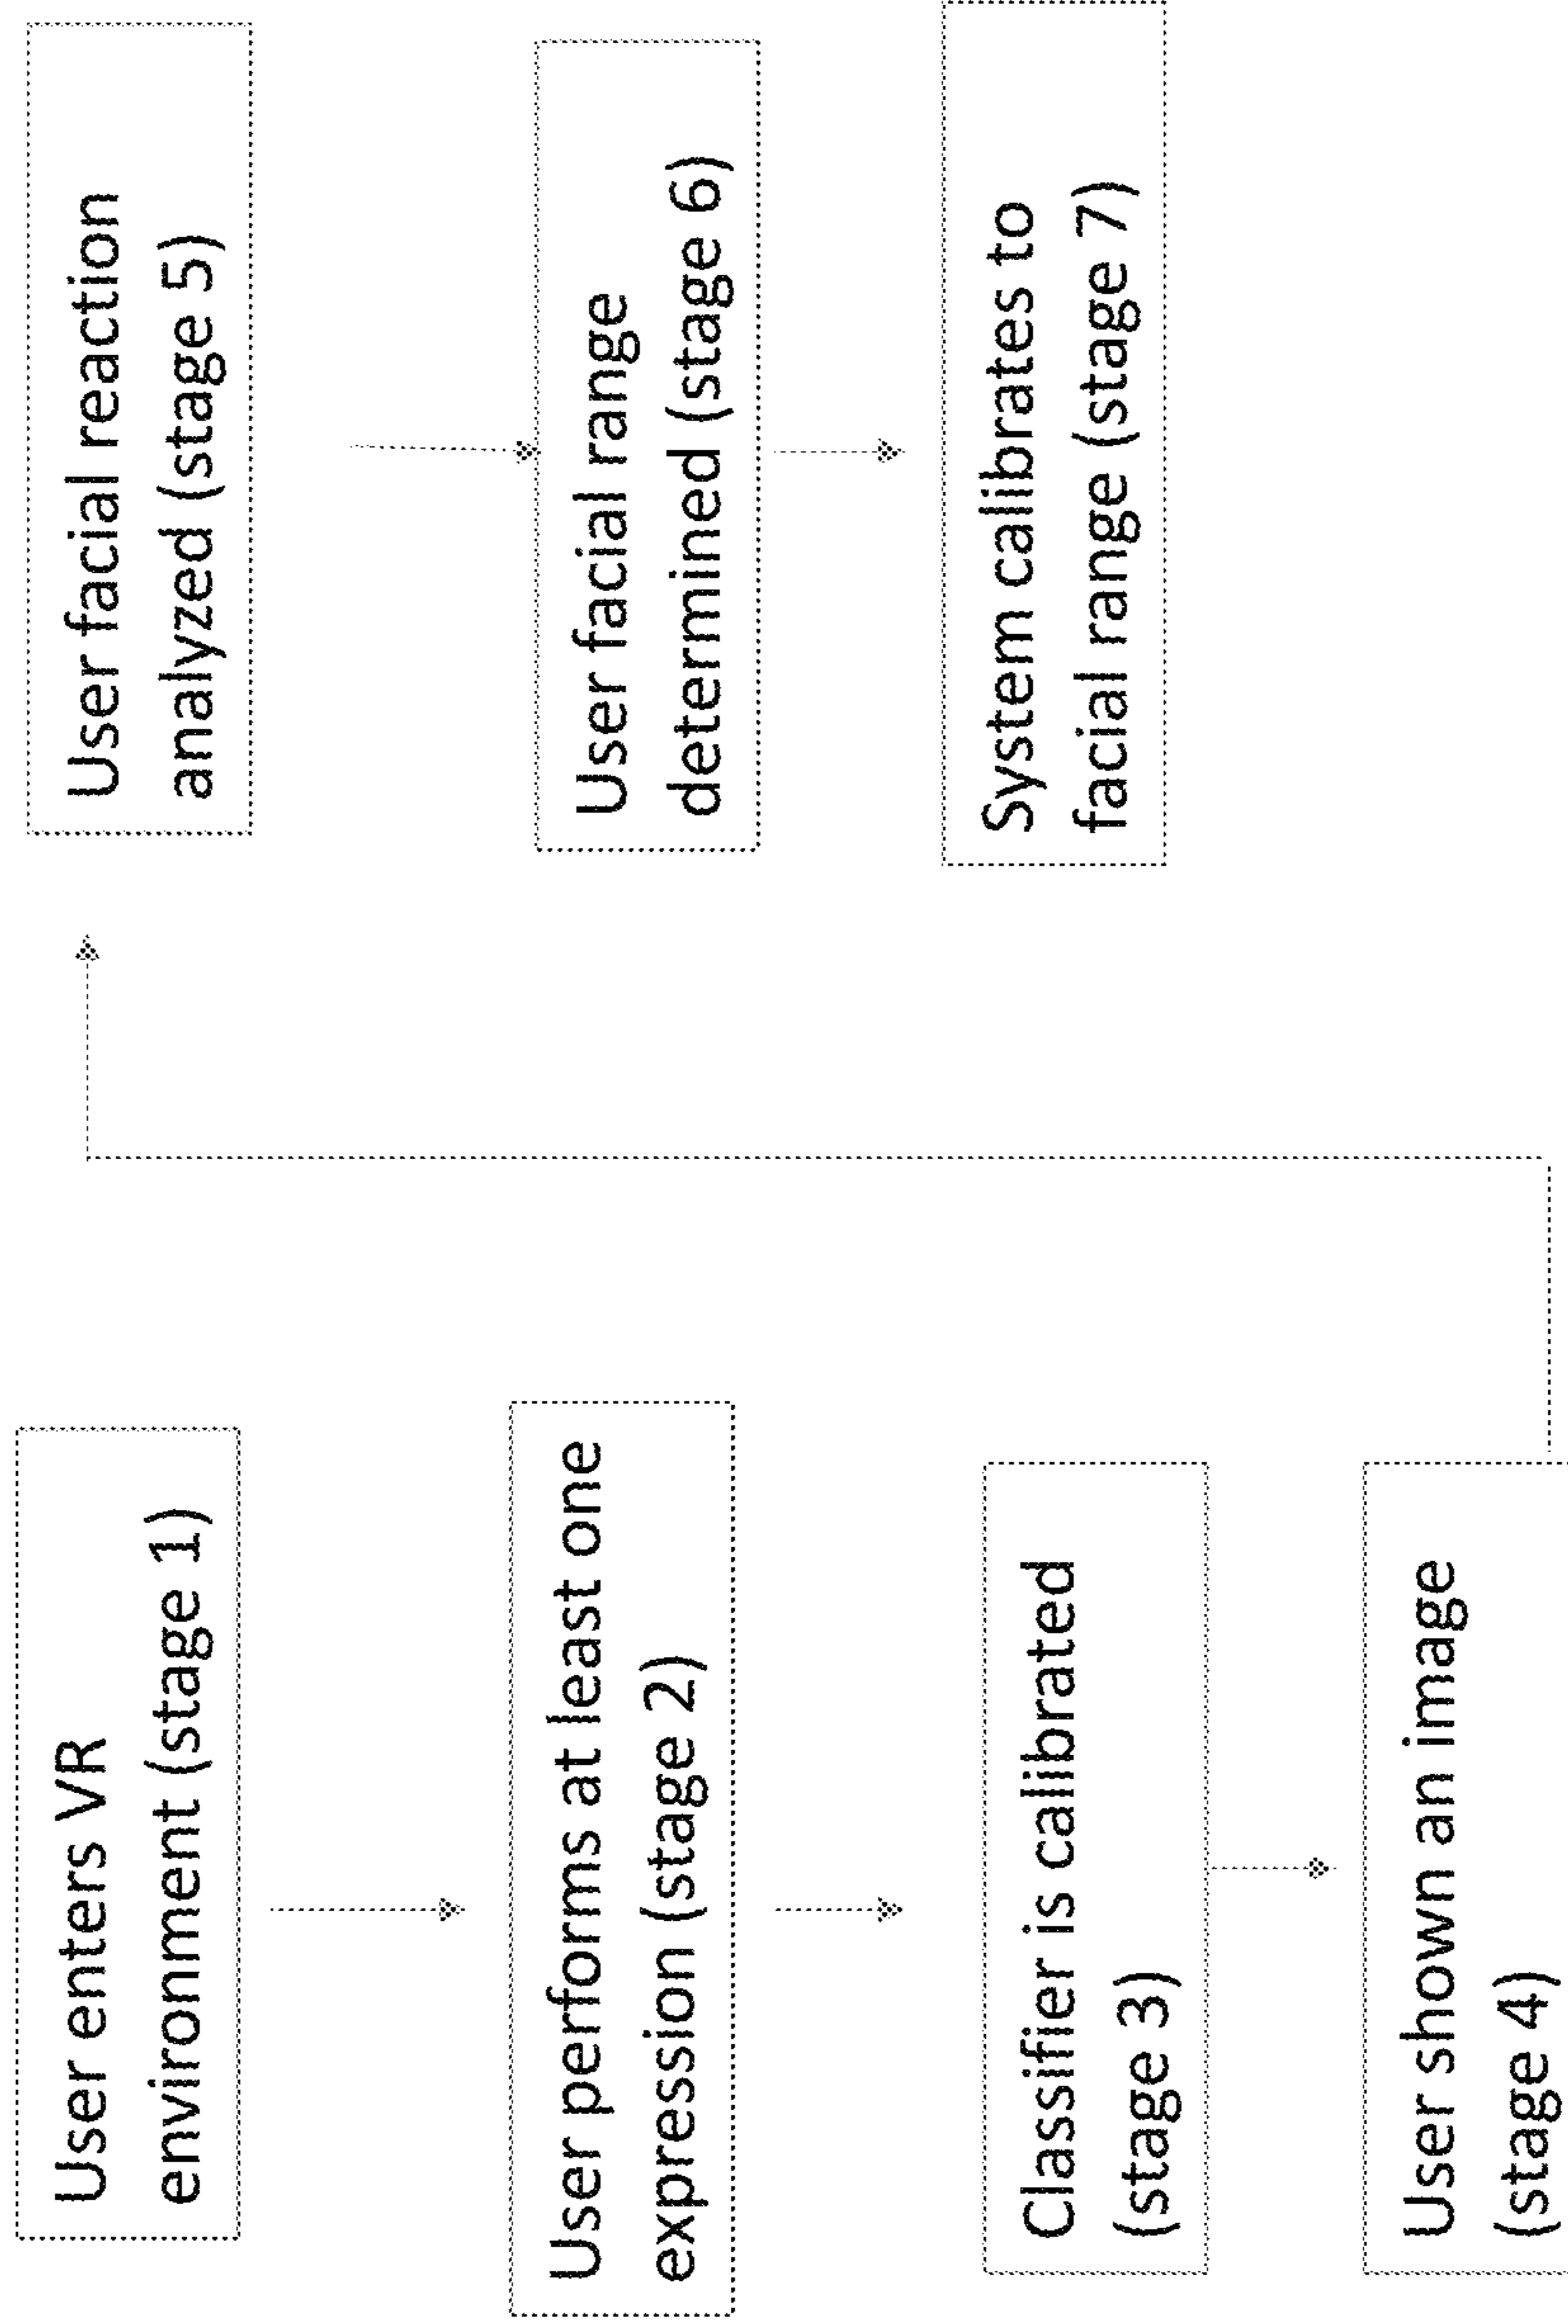 User enters VR
environment (stage 1)
User performs at least one
expression (stage 2)
Classifier is calibrated
(stage 3)
User shown an image
(stage 4)
User facial reaction
analyzed (stage 5)
User facial range
determined (stage 6)
System calibrates to
facial range (stage 7)